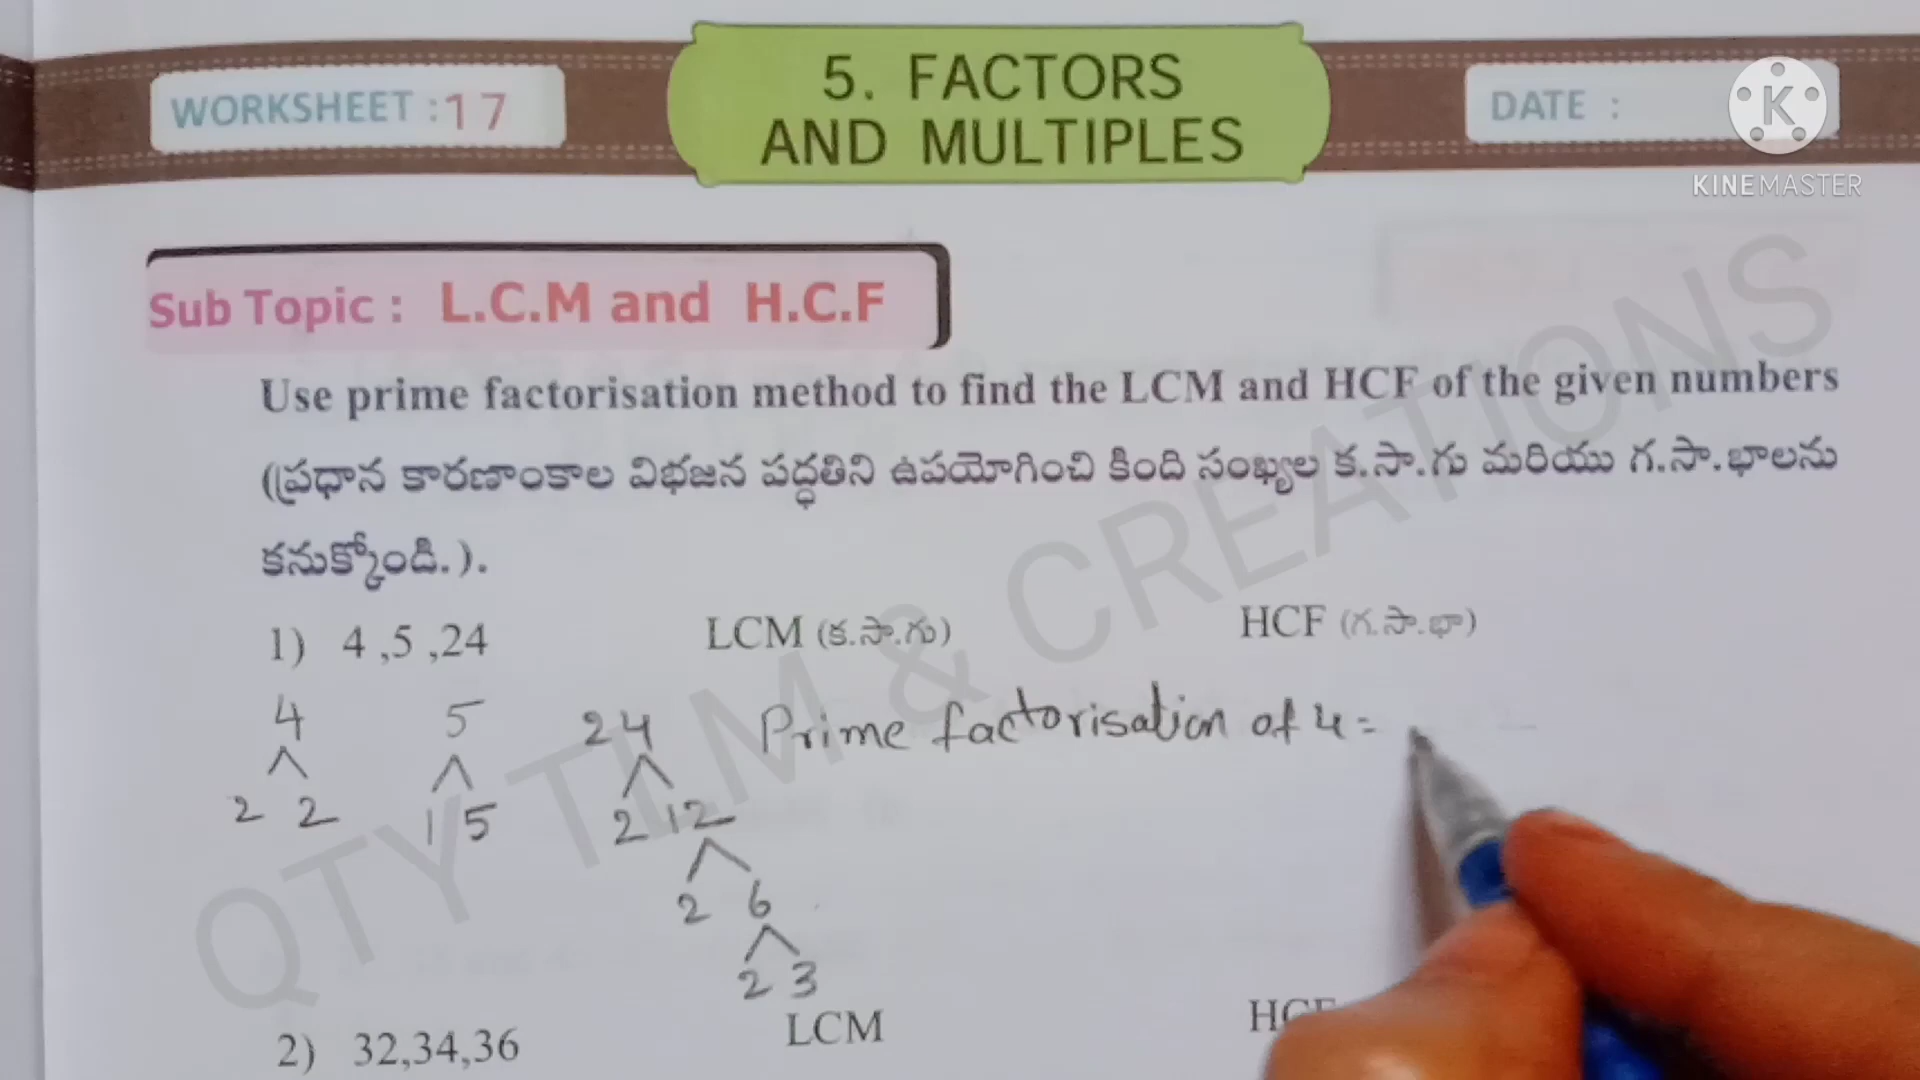 5. FACTORS
AND MULTIPLES
WORKSHEET : 17
DATE :
K
KINEMASTER
Sub Topic : L.C.M and H.C.F
Use prime factorisation method to find the LCM and HCF of the given numbers
(ప్రధాన కారణాంకాల విభజన పద్ధతిని ఉపయోగించి కింది సంఖ్యల క.సా.గు మరియు గ.సా.భాలను
కనుక్కోండి.).
1) 4 ,5 ,24 LCM (క.సా.గు) HCF (గ.సా.భా)
4 5 24 Prime factorisation of 4 =
2 2 1 5 2 12
2 6
2 3
LCM
2) 32,34,36
QTY TLM & CREATIONS